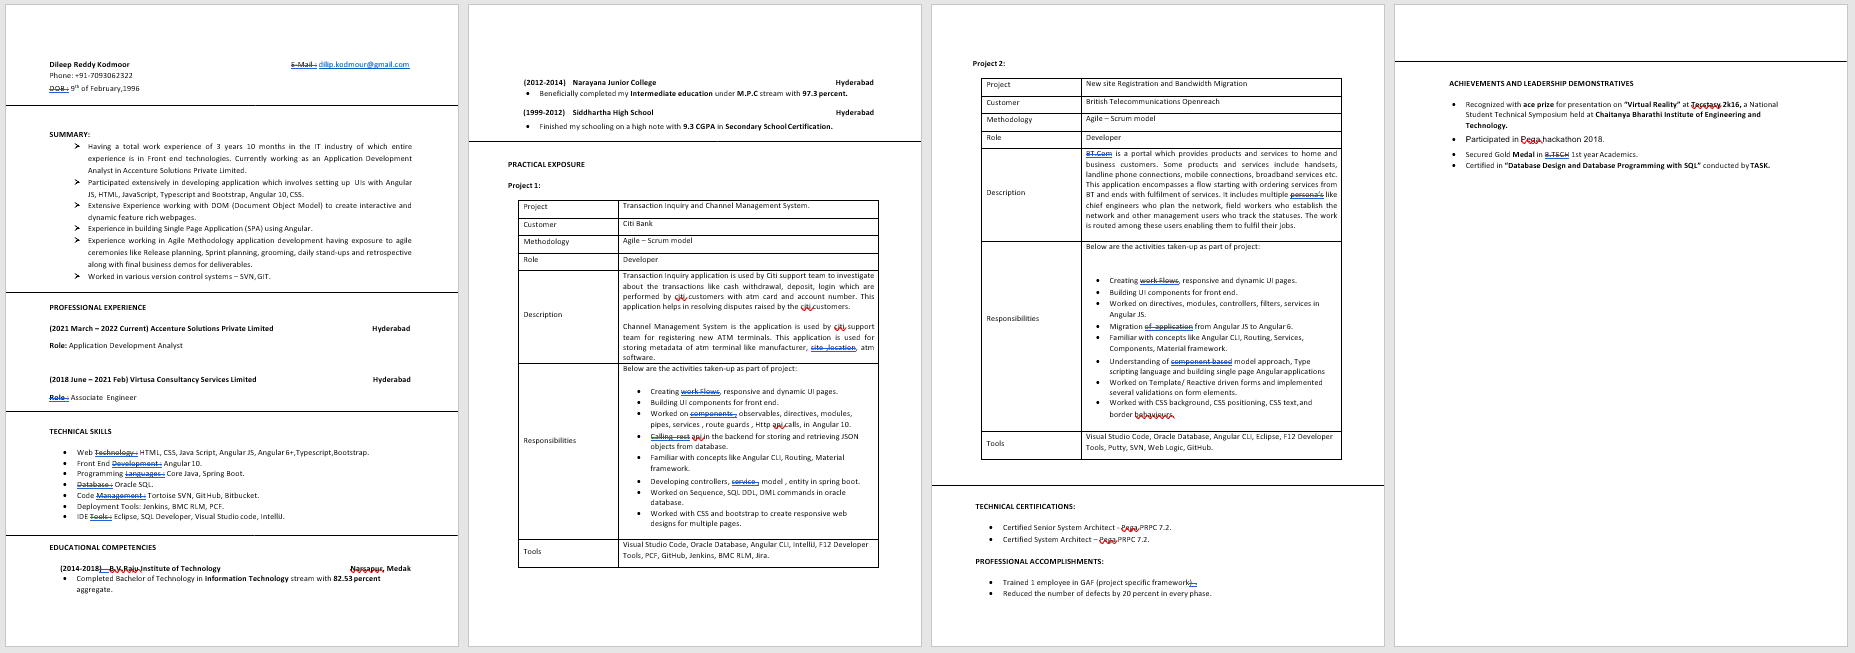 Dileep Reddy Kodmoor E-Mail : dilip.kodmour@gmail.com
Phone: +91-7093062322
DOB : 9th of February,1996
SUMMARY:
Having a total work experience of 3 years 10 months in the IT industry of which entire
experience is in Front end technologies. Currently working as an Application Development
Analyst in Accenture Solutions Private Limited.
Participated extensively in developing application which involves setting up UIs with Angular
JS, HTML, JavaScript, Typescript and Bootstrap, Angular 10, CSS.
Extensive Experience working with DOM (Document Object Model) to create interactive and
dynamic feature rich webpages.
Experience in building Single Page Application (SPA) using Angular.
Experience working in Agile Methodology application development having exposure to agile
ceremonies like Release planning, Sprint planning, grooming, daily stand-ups and retrospective
along with final business demos for deliverables.
Worked in various version control systems – SVN, GIT.
PROFESSIONAL EXPERIENCE
(2021 March – 2022 Current) Accenture Solutions Private Limited Hyderabad
Role: Application Development Analyst
(2018 June – 2021 Feb) Virtusa Consultancy Services Limited Hyderabad
Role : Associate Engineer
TECHNICAL SKILLS
Web Technology : HTML, CSS, Java Script, Angular JS, Angular 6+,Typescript,Bootstrap.
Front End Development : Angular 10.
Programming Languages : Core Java, Spring Boot.
Database : Oracle SQL.
Code Management : Tortoise SVN, Git Hub, Bitbucket.
Deployment Tools: Jenkins, BMC RLM, PCF.
IDE Tools : Eclipse, SQL Developer, Visual Studio code, IntelliJ.
EDUCATIONAL COMPETENCIES
(2014-2018) B.V.Raju Institute of Technology Narsapur, Medak
Completed Bachelor of Technology in Information Technology stream with 82.53 percent
aggregate.
(2012-2014) Narayana Junior College Hyderabad
Beneficially completed my Intermediate education under M.P.C stream with 97.3 percent.
(1999-2012) Siddhartha High School Hyderabad
Finished my schooling on a high note with 9.3 CGPA in Secondary School Certification.
PRACTICAL EXPOSURE
Project 1:
Project Transaction Inquiry and Channel Management System.
Customer Citi Bank
Methodology Agile – Scrum model
Role Developer
Description
Transaction Inquiry application is used by Citi support team to investigate
about the transactions like cash withdrawal, deposit, login which are
performed by citi customers with atm card and account number. This
application helps in resolving disputes raised by the citi customers.
Channel Management System is the application is used by citi support
team for registering new ATM terminals. This application is used for
storing metadata of atm terminal like manufacturer, site ,location, atm
software.
Responsibilities
Below are the activities taken-up as part of project:
Creating work Flows, responsive and dynamic UI pages.
Building UI components for front end.
Worked on components , observables, directives, modules,
pipes, services , route guards , Http api calls, in Angular 10.
Calling rest api in the backend for storing and retrieving JSON
objects from database.
Familiar with concepts like Angular CLI, Routing, Material
framework.
Developing controllers, service , model , entity in spring boot.
Worked on Sequence, SQL DDL, DML commands in oracle
database.
Worked with CSS and bootstrap to create responsive web
designs for multiple pages.
Tools
Visual Studio Code, Oracle Database, Angular CLI, IntelliJ, F12 Developer
Tools, PCF, GitHub, Jenkins, BMC RLM, Jira.
Project 2:
Project New site Registration and Bandwidth Migration
Customer British Telecommunications Openreach
Methodology Agile – Scrum model
Role Developer
Description
BT.Com is a portal which provides products and services to home and
business customers. Some products and services include handsets,
landline phone connections, mobile connections, broadband services etc.
This application encompasses a flow starting with ordering services from
BT and ends with fulfilment of services. It includes multiple persona's like
chief engineers who plan the network, field workers who establish the
network and other management users who track the statuses. The work
is routed among these users enabling them to fulfil their jobs.
Responsibilities
Below are the activities taken-up as part of project:
Creating work Flows, responsive and dynamic UI pages.
Building UI components for front end.
Worked on directives, modules, controllers, filters, services in
Angular JS.
Migration of application from Angular JS to Angular 6.
Familiar with concepts like Angular CLI, Routing, Services,
Components, Material framework.
Understanding of component based model approach, Type
scripting language and building single page Angular applications
Worked on Template/ Reactive driven forms and implemented
several validations on form elements.
Worked with CSS background, CSS positioning, CSS text,and
border behaviours.
Tools
Visual Studio Code, Oracle Database, Angular CLI, Eclipse, F12 Developer
Tools, Putty, SVN, Web Logic, GitHub.
TECHNICAL CERTIFICATIONS:
Certified Senior System Architect - Pega PRPC 7.2.
Certified System Architect – Pega PRPC 7.2.
PROFESSIONAL ACCOMPLISHMENTS:
Trained 1 employee in GAF (project specific framework) .
Reduced the number of defects by 20 percent in every phase.
ACHIEVEMENTS AND LEADERSHIP DEMONSTRATIVES
Recognized with ace prize for presentation on “Virtual Reality” at Tecstasy 2k16, a National
Student Technical Symposium held at Chaitanya Bharathi Institute of Engineering and
Technology.
Participated in Pega hackathon 2018.
Secured Gold Medal in B.TECH 1st year Academics.
Certified in “Database Design and Database Programming with SQL” conducted by TASK.